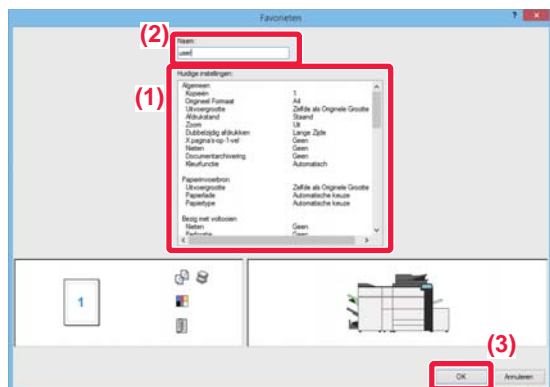 Favorieten
? x
(2)
Naam:
user
(1)
Huidige instellingen:
Algemeen
Kopieën 1
Origineel Formaat A4
Uitvoergrootte Zelfde als Originele Grootte
Afdrukstand Staand
Zoom Uit
Dubbelzijdig afdrukken Lange Zijde
X pagina's-op-1-vel Geen
Nieten Geen
Documentarchivering Geen
Kleurfunctie Automatisch
Papierinvoerbron
Uitvoergrootte Zelfde als Originele Grootte
Papierlade Automatische keuze
Papiertype Automatische keuze
Bezig met voltooien
Nieten Geen
Perforatie Geen
1
(3)
OK Annuleren